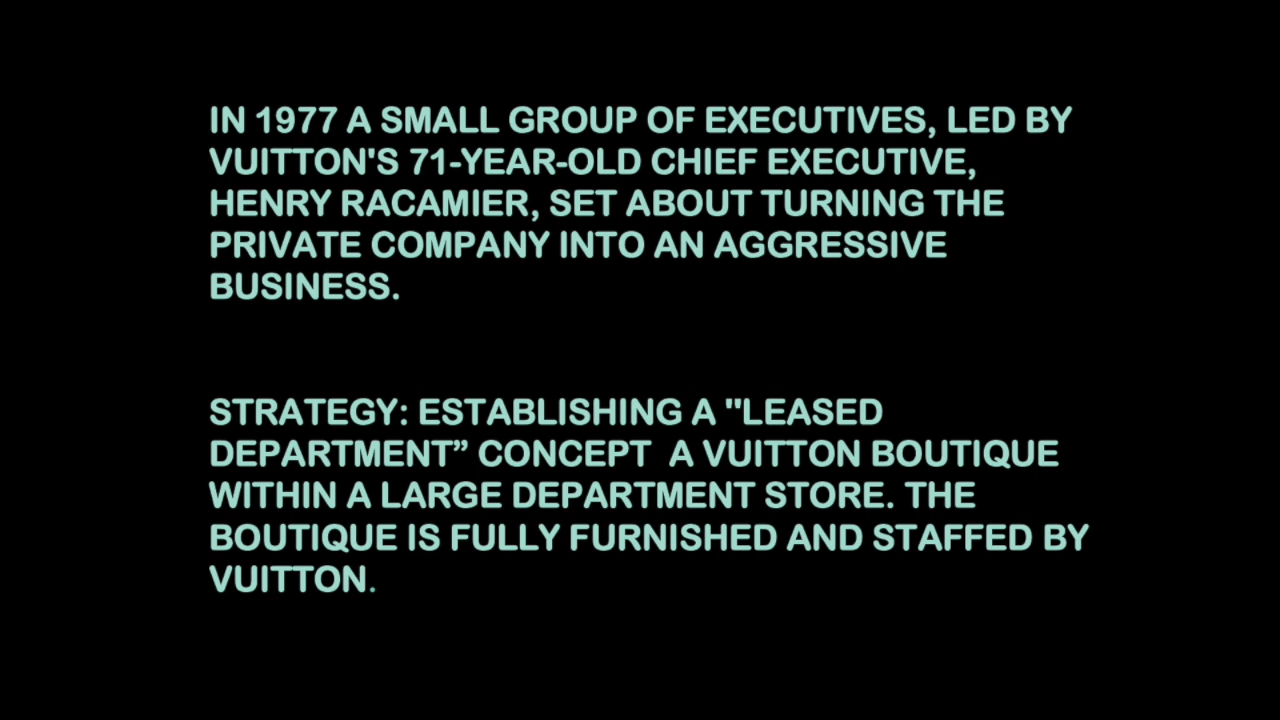 IN 1977 A SMALL GROUP OF EXECUTIVES, LED BY
VUITTON'S 71-YEAR-OLD CHIEF EXECUTIVE,
HENRY RACAMIER, SET ABOUT TURNING THE
PRIVATE COMPANY INTO AN AGGRESSIVE
BUSINESS.
STRATEGY: ESTABLISHING A "LEASED
DEPARTMENT” CONCEPT  A VUITTON BOUTIQUE
WITHIN A LARGE DEPARTMENT STORE. THE
BOUTIQUE IS FULLY FURNISHED AND STAFFED BY
VUITTON.